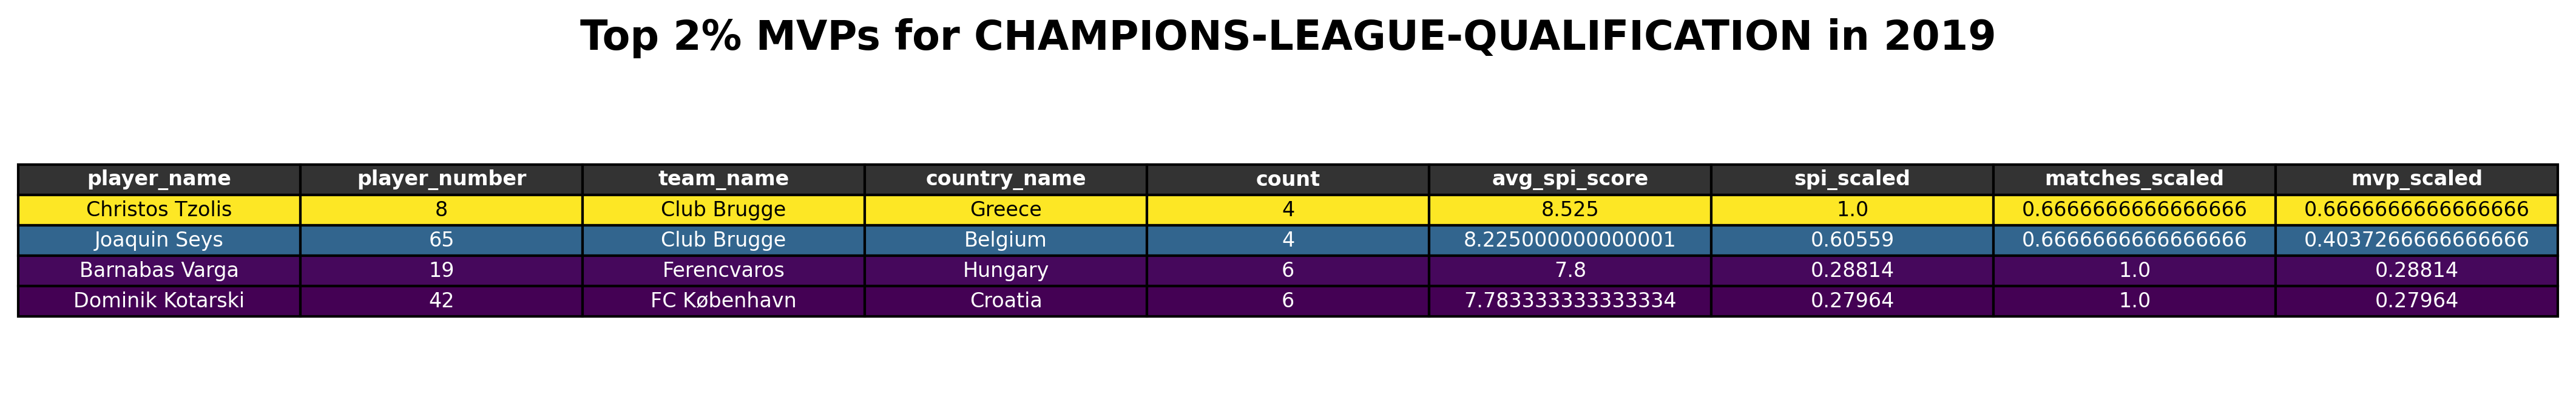 Top 2% MVPs for CHAMPIONS-LEAGUE-QUALIFICATION in 2019
player_name player_number team_name country_name count avg_spi_score spi_scaled matches_scaled mvp_scaled
Christos Tzolis 8 Club Brugge Greece 4 8.525 1.0 0.6666666666666666 0.6666666666666666
Joaquin Seys 65 Club Brugge Belgium 4 8.225000000000001 0.60559 0.6666666666666666 0.4037266666666666
Barnabas Varga 19 Ferencvaros Hungary 6 7.8 0.28814 1.0 0.28814
Dominik Kotarski 42 FC København Croatia 6 7.783333333333334 0.27964 1.0 0.27964